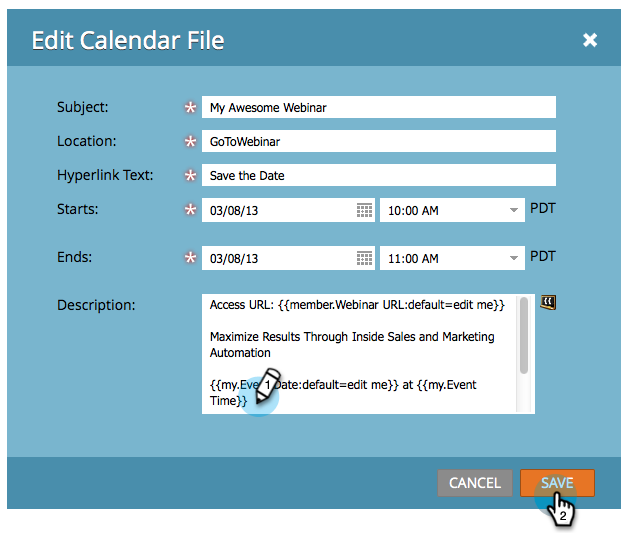 Edit Calendar File
Subject: * My Awesome Webinar
Location: * GoToWebinar
Hyperlink Text: * Save the Date
Starts: * 03/08/13 10:00 AM PDT
Ends: * 03/08/13 11:00 AM PDT
Description: Access URL: {{member.Webinar URL:default=edit me}}
Maximize Results Through Inside Sales and Marketing
Automation
{{my.Eve 1 Date:default=edit me}} at {{my.Event
Time}}
CANCEL SAVE
2